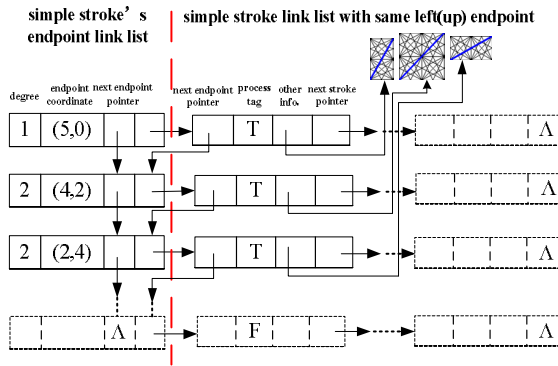 simple stroke's
endpoint link list
simple stroke link list with same left(up) endpoint
degree
endpoint
coordinate
next endpoint
pointer
next endpoint
pointer
process
tag
other
info.
next stroke
pointer
1 (5,0) T Λ
2 (4,2) T Λ
2 (2,4) T Λ
Λ F Λ